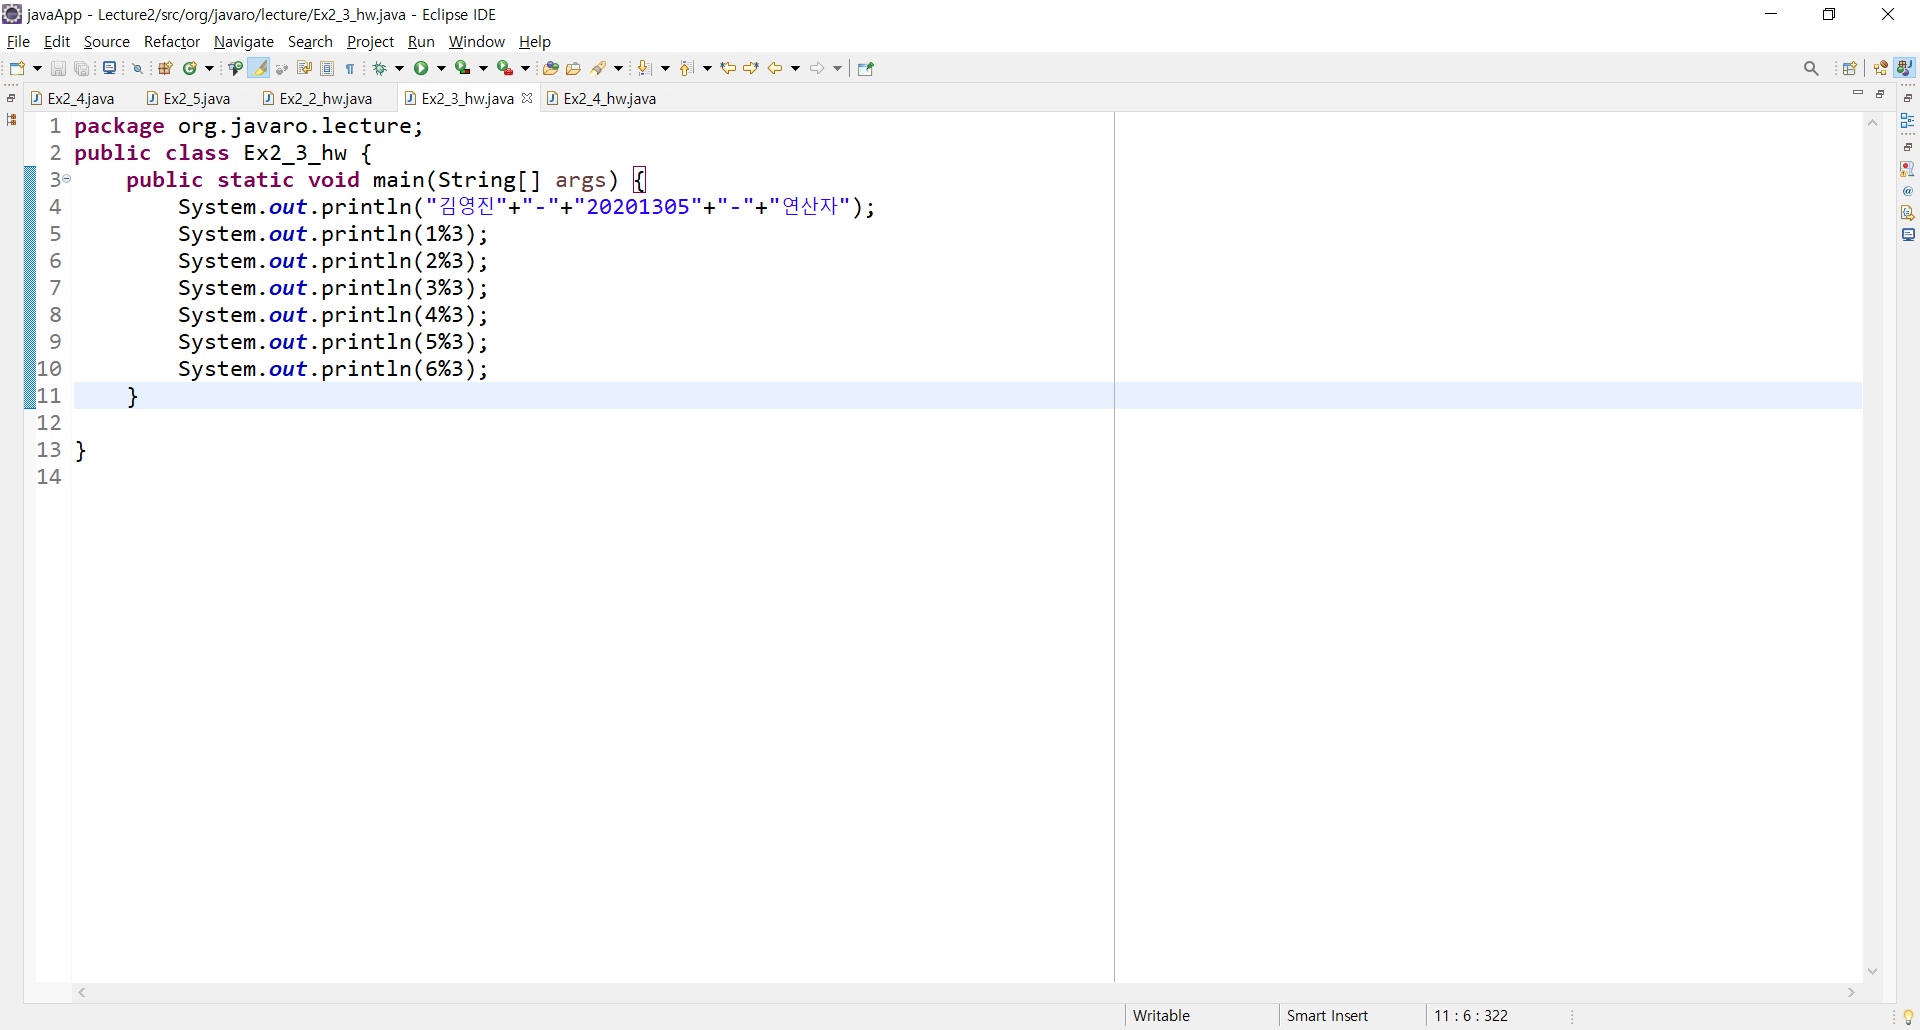 javaApp - Lecture2/src/org/javaro/lecture/Ex2_3_hw.java - Eclipse IDE
File Edit Source Refactor Navigate Search Project Run Window Help
Ex2_4.java Ex2_5.java Ex2_2_hw.java Ex2_3_hw.java Ex2_4_hw.java
1 package org.javaro.lecture;
2 public class Ex2_3_hw {
3 public static void main(String[] args) {
4 System.out.println("김영진"+"-"+"20201305"+"-"+"연산자");
5 System.out.println(1%3);
6 System.out.println(2%3);
7 System.out.println(3%3);
8 System.out.println(4%3);
9 System.out.println(5%3);
10 System.out.println(6%3);
11 }
12
13 }
14
Writable Smart Insert 11 : 6 : 322